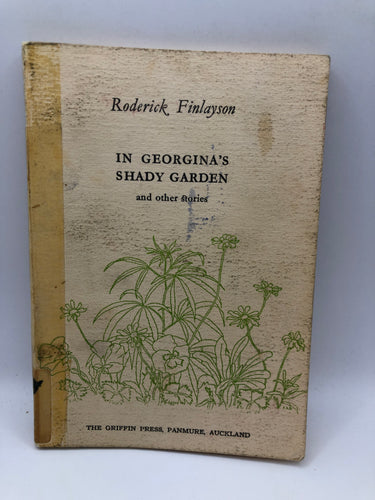 Roderick Finlayson
IN GEORGINA'S
SHADY GARDEN
and other stories
THE GRIFFIN PRESS, PANMURE, AUCKLAND